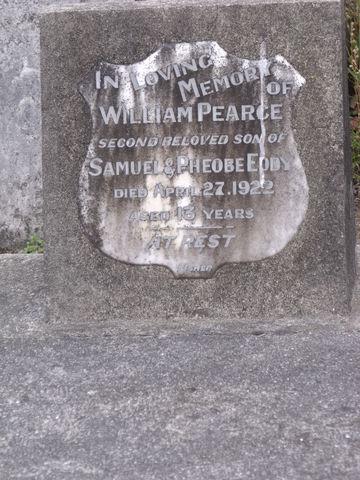 IN LOVING
MEMORY OF
WILLIAM PEARCE
SECOND BELOVED SON OF
SAMUEL & PHEOBE EDDY
DIED APRIL 27, 1922
AGED 18 YEARS
AT REST